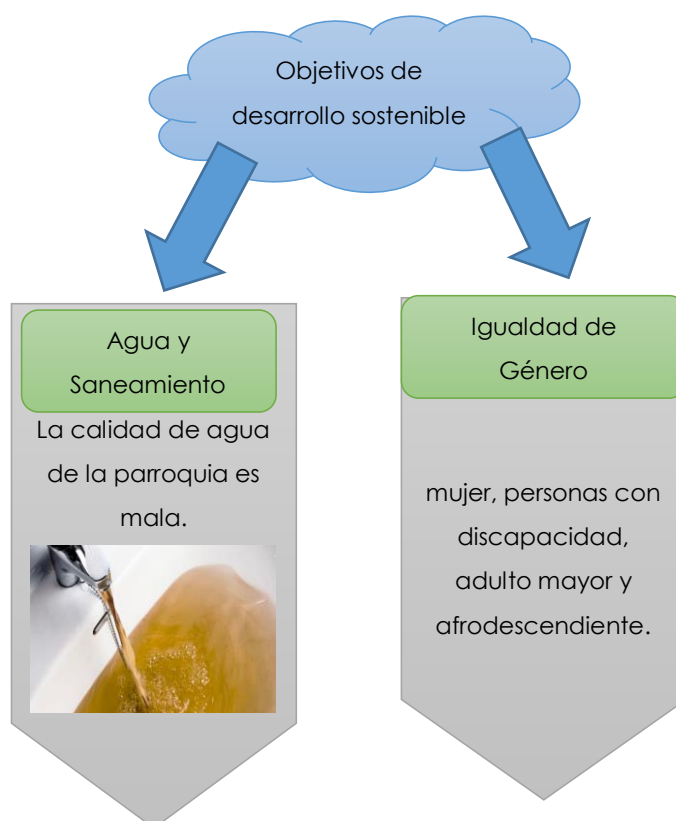 Objetivos de
desarrollo sostenible
Agua y
Saneamiento
La calidad de agua
de la parroquia es
mala.
Igualdad de
Género
mujer, personas con
discapacidad,
adulto mayor y
afrodescendiente.